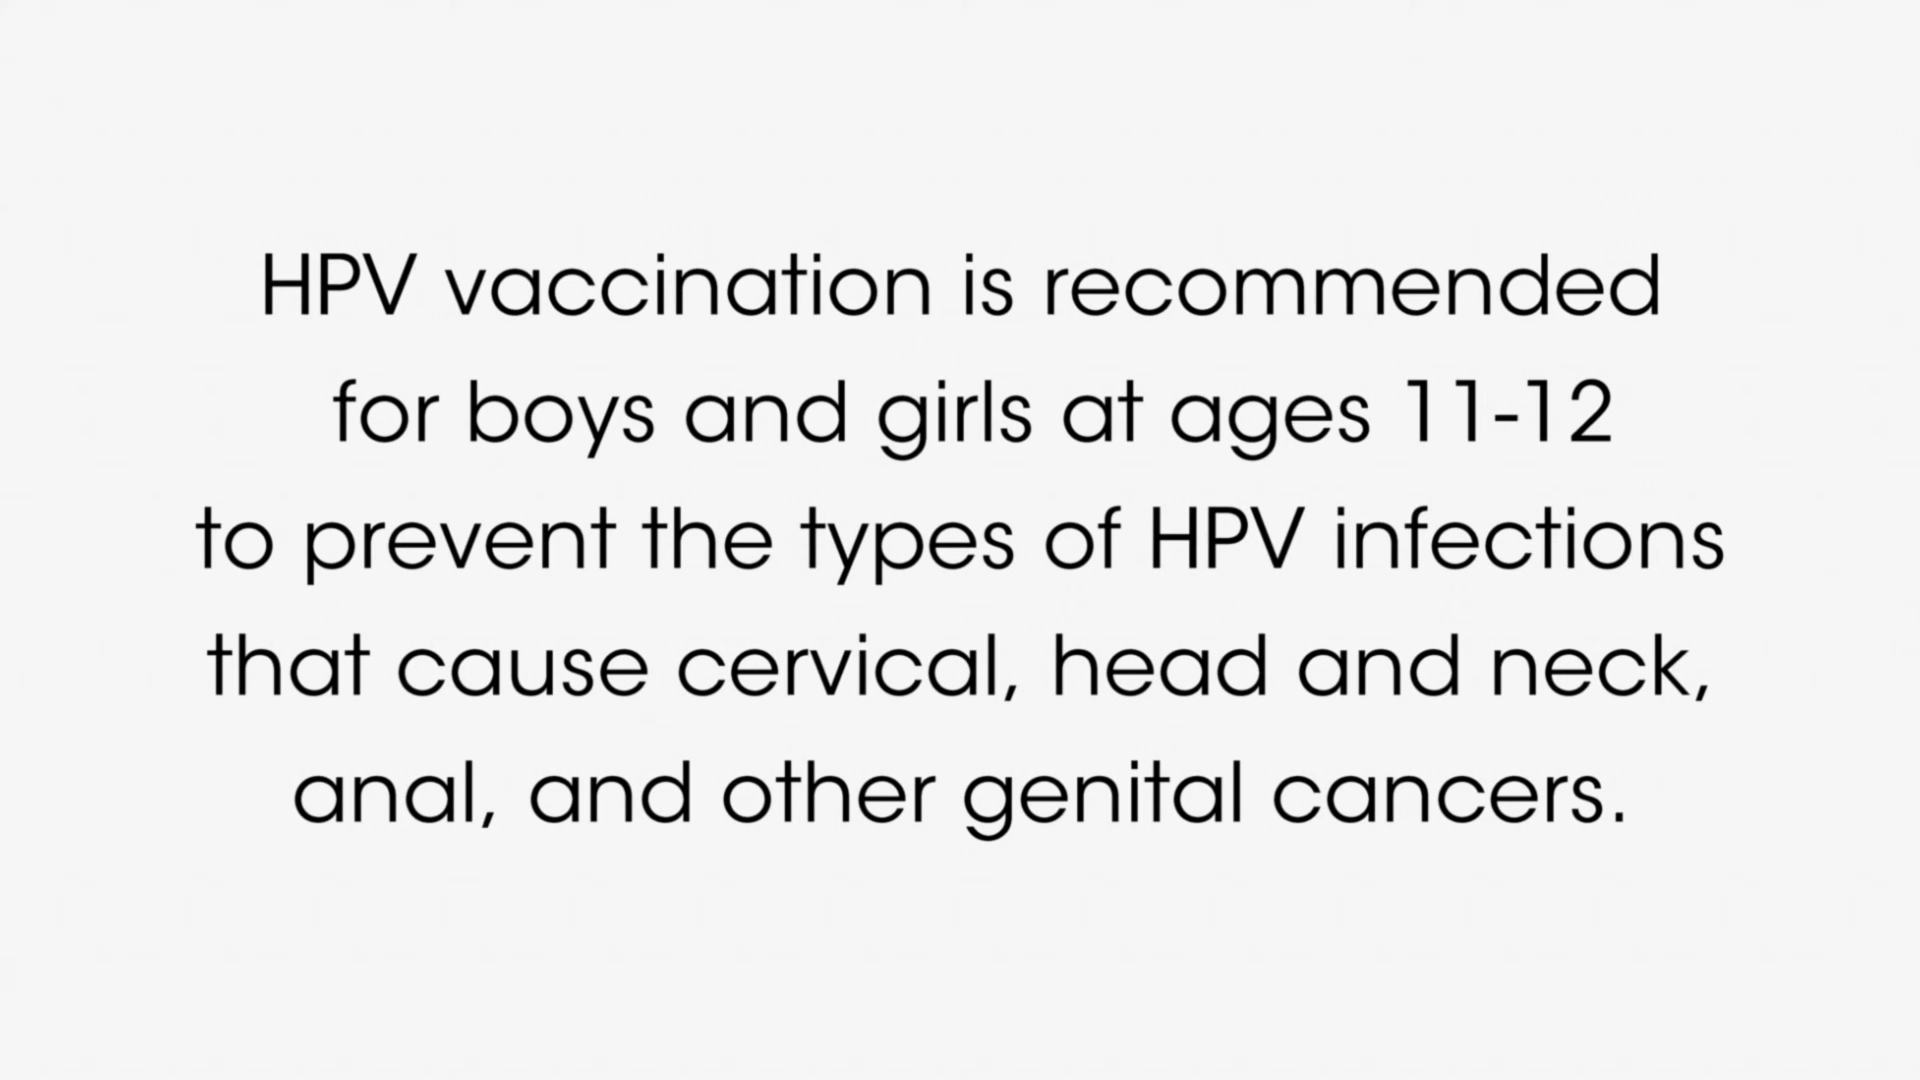 HPV vaccination is recommended
for boys and girls at ages 11-12
to prevent the types of HPV infections
that cause cervical, head and neck,
anal, and other genital cancers.